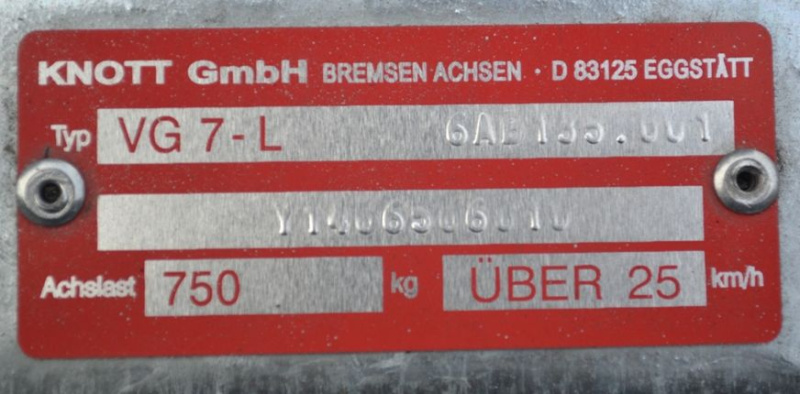 KNOTT GmbH BREMSEN ACHSEN · D 83125 EGGSTÄTT
Typ VG 7-L
Achslast 750 kg ÜBER 25 km/h